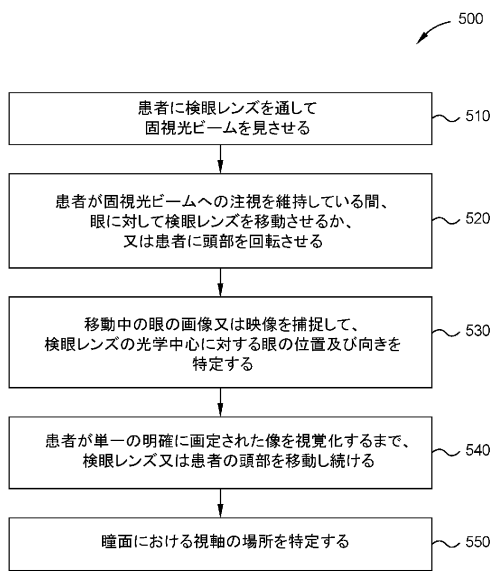 500
患者に検眼レンズを通して
固視光ビームを見させる
510
患者が固視光ビームへの注視を維持している間、
眼に対して検眼レンズを移動させるか、
又は患者に頭部を回転させる
520
移動中の眼の画像又は映像を捕捉して、
検眼レンズの光学中心に対する眼の位置及び向きを
特定する
530
患者が単一の明確に画定された像を視覚化するまで、
検眼レンズ又は患者の頭部を移動し続ける
540
瞳面における視軸の場所を特定する
550